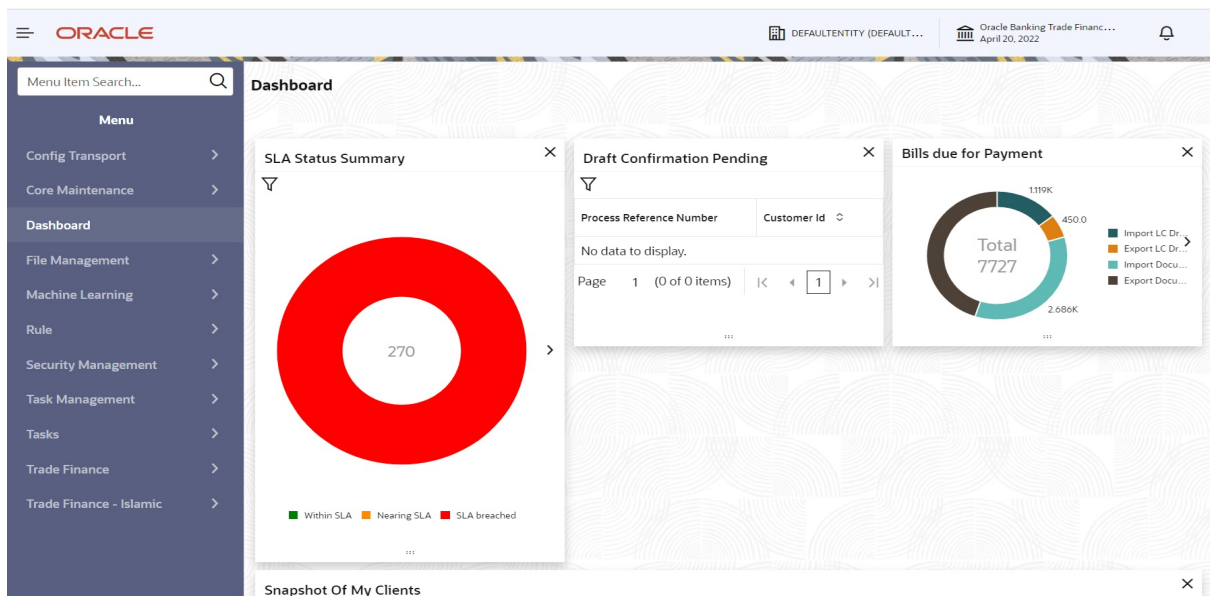 ORACLE
DEFAULTENTITY (DEFAULT...
Oracle Banking Trade Financ...
April 20, 2022
Menu Item Search...
Menu
Config Transport
Core Maintenance
Dashboard
File Management
Machine Learning
Rule
Security Management
Task Management
Tasks
Trade Finance
Trade Finance - Islamic
Dashboard
SLA Status Summary
270
Within SLA
Nearing SLA
SLA breached
Draft Confirmation Pending
Process Reference Number
Customer Id
No data to display.
Page 1 (0 of 0 items)
1
Bills due for Payment
1.119K
450.0
2.686K
Total
7727
Import LC Dr...
Export LC Dr...
Import Docu...
Export Docu...
Snapshot Of My Clients